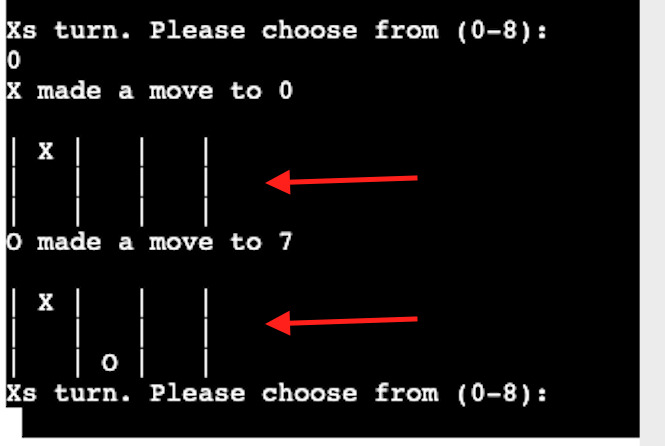 Xs turn. Please choose from (0-8):
0
X made a move to 0
| X |   |   |
|   |   |   |
|   |   |   |
O made a move to 7
| X |   |   |
|   |   |   |
|   | O |   |
Xs turn. Please choose from (0-8):